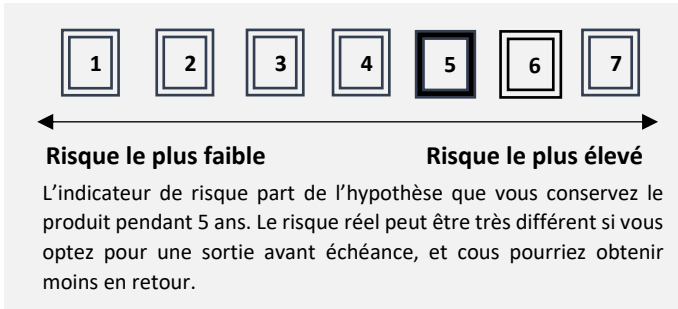 1 2 3 4 5 6 7
Risque le plus faible Risque le plus élevé
L’indicateur de risque part de l’hypothèse que vous conservez le
produit pendant 5 ans. Le risque réel peut être très différent si vous
optez pour une sortie avant échéance, et cous pourriez obtenir
moins en retour.